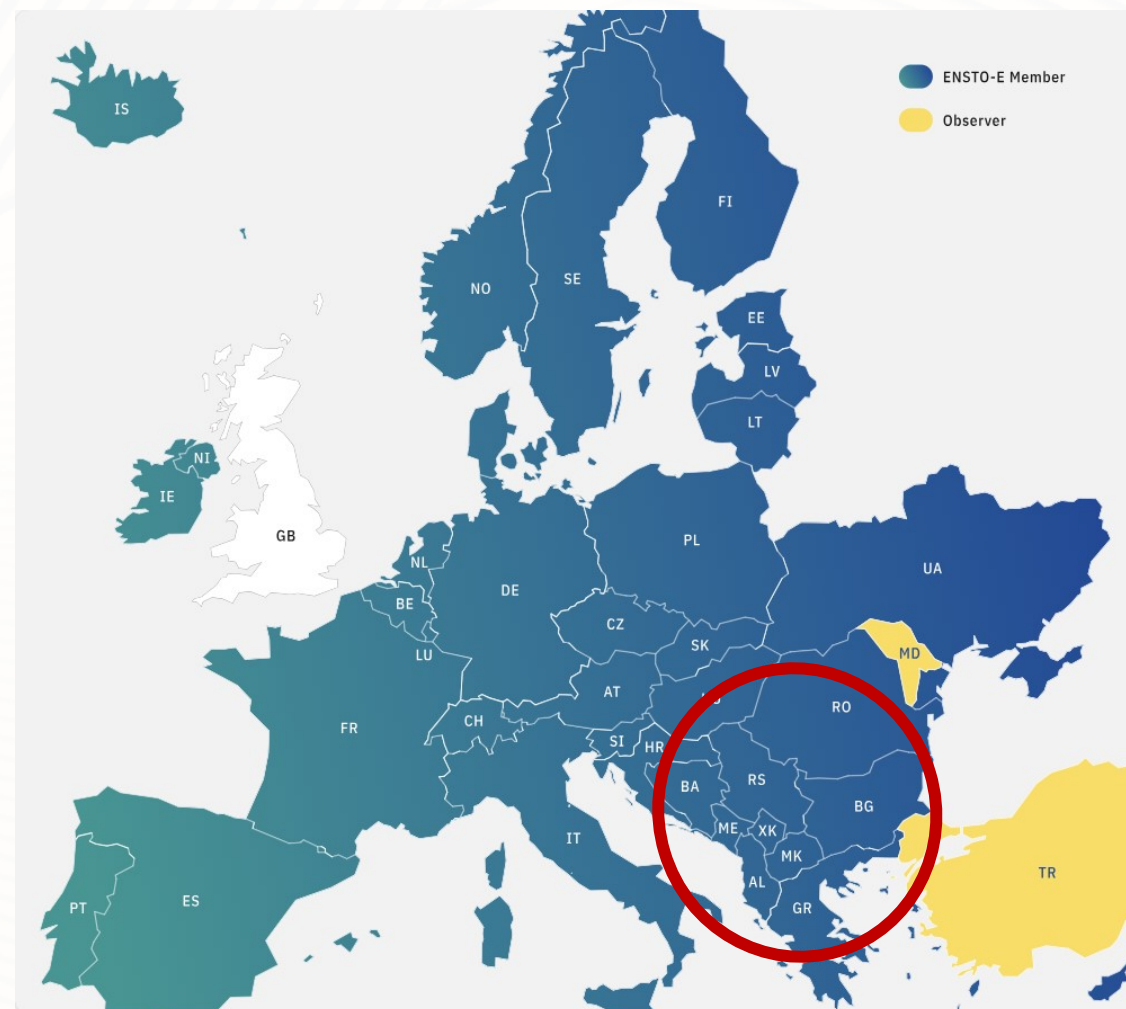 ENSTO-E Member
Observer
IS
FI
NO
SE
EE
LV
LT
NI
IE
GB
NL
BE
LU
DE
PL
UA
CZ
SK
MD
AT
RO
CH
FR
SI
HR
BA
RS
BG
ME
XK
IT
MK
AL
GR
TR
PT
ES